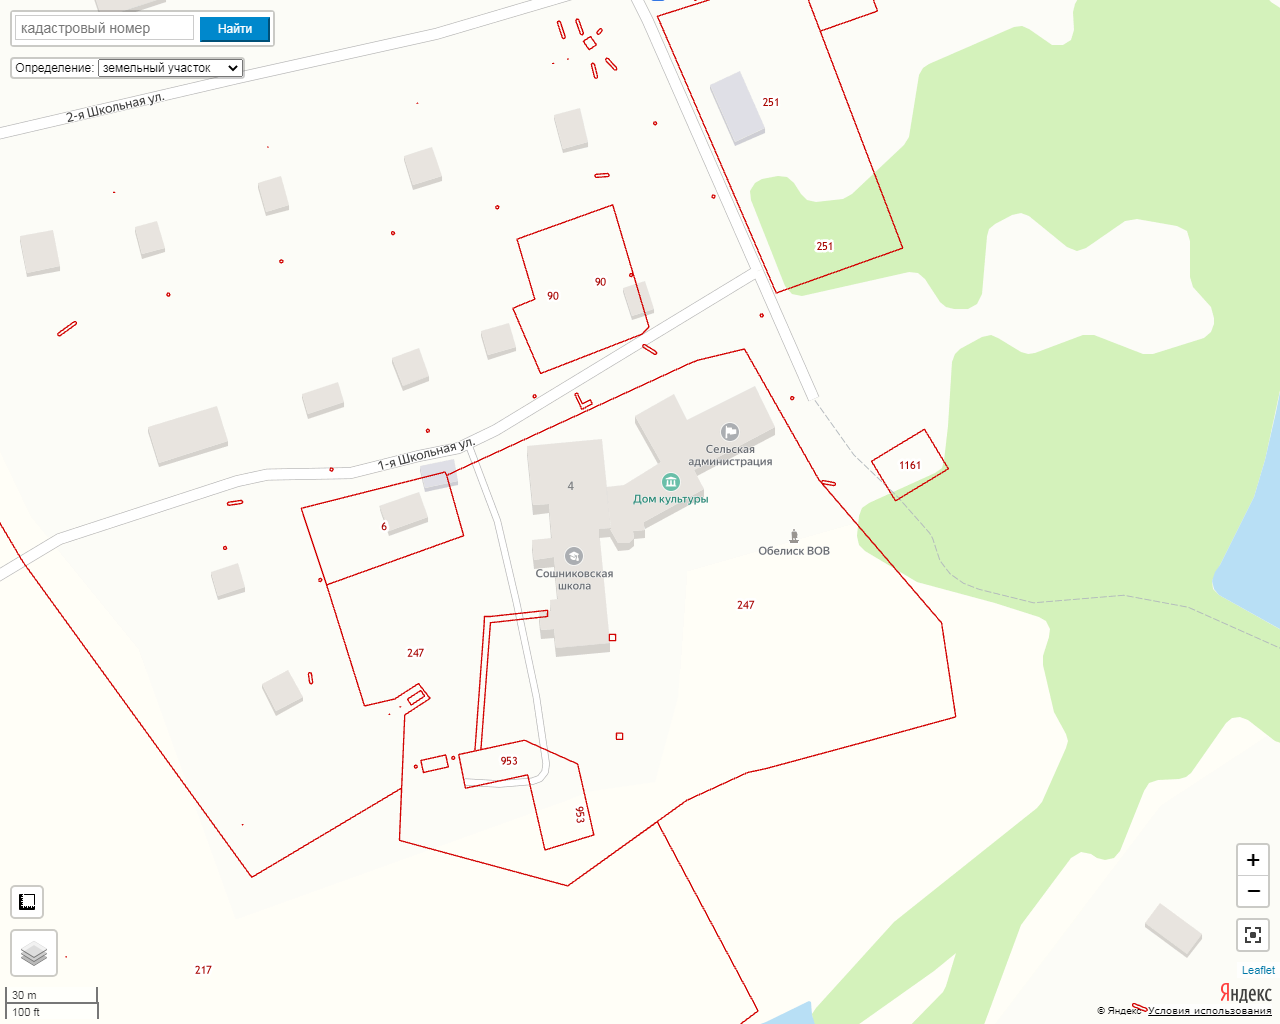 кадастровый номер
Найти
Определение: земельный участок
2-я Школьная ул.
251
251
90
90
1-я Школьная ул.
Сельская
администрация
1161
4
Дом культуры
6
Обелиск ВОВ
Сошниковская
школа
247
247
953
953
217
+
−
Leaflet
30 m
100 ft
Яндекс
© Яндекс Условия использования